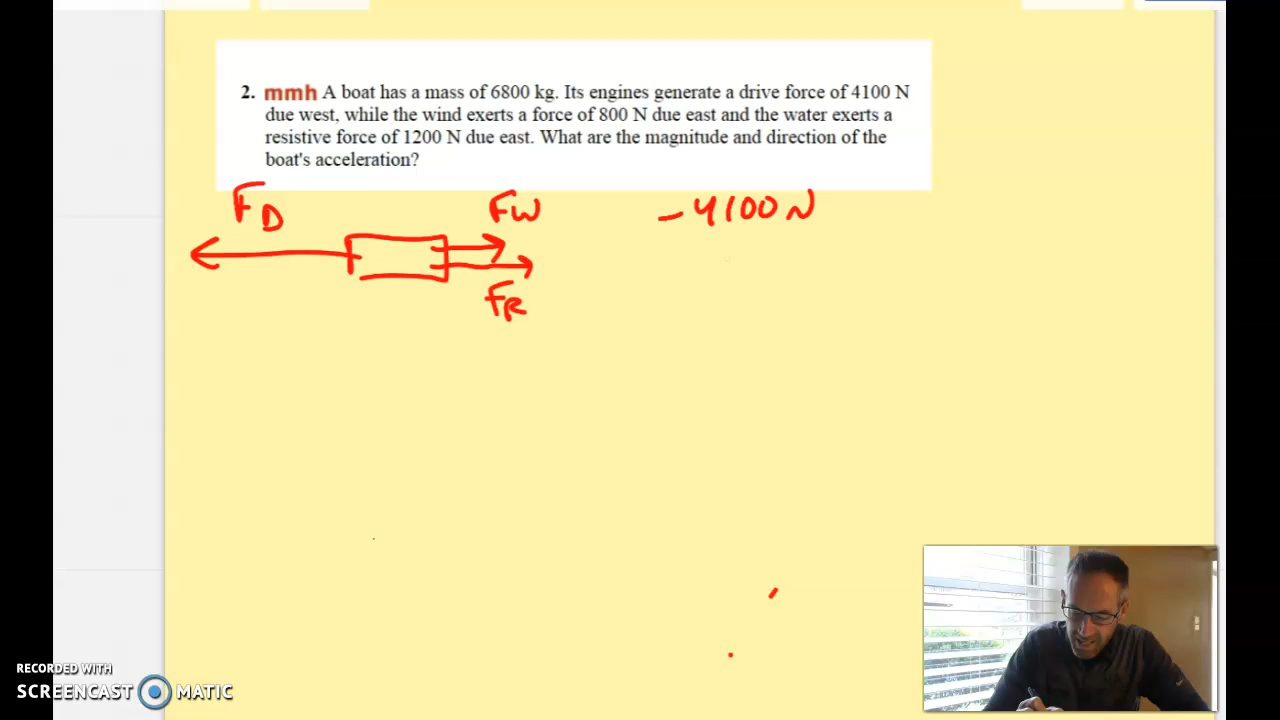 2. mmh A boat has a mass of 6800 kg. Its engines generate a drive force of 4100 N
due west, while the wind exerts a force of 800 N due east and the water exerts a
resistive force of 1200 N due east. What are the magnitude and direction of the
boat's acceleration?
FD
FW
-4100 N
FR
RECORDED WITH
SCREENCAST MATIC